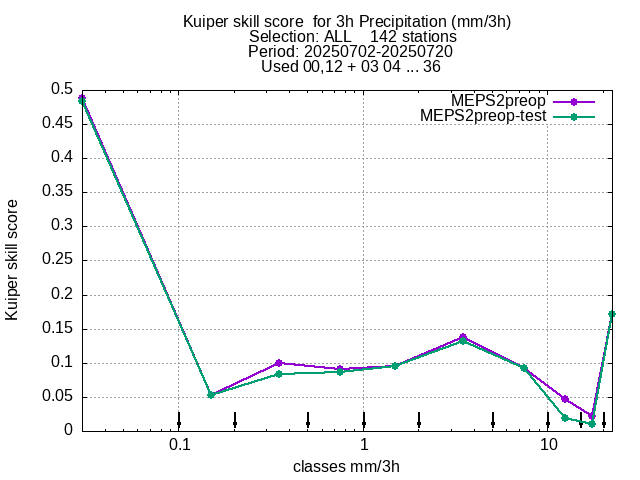 Kuiper skill score  for 3h Precipitation (mm/3h)
Selection: ALL    142 stations
Period: 20250702-20250720
Used 00,12 + 03 04 ... 36
MEPS2preop
MEPS2preop-test
0.5
0.45
0.4
0.35
0.3
0.25
0.2
0.15
0.1
0.05
0
Kuiper skill score
0.1
1
10
classes mm/3h